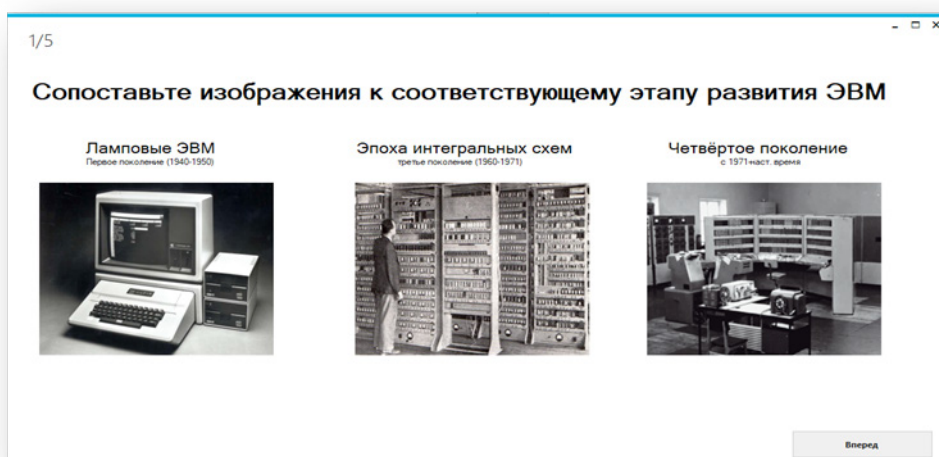 1/5
Сопоставьте изображения к соответствующему этапу развития ЭВМ
Ламповые ЭВМ
Первое поколение (1940-1950)
Эпоха интегральных схем
третье поколение (1960-1971)
Четвёртое поколение
с 1971-наст. время
Вперед